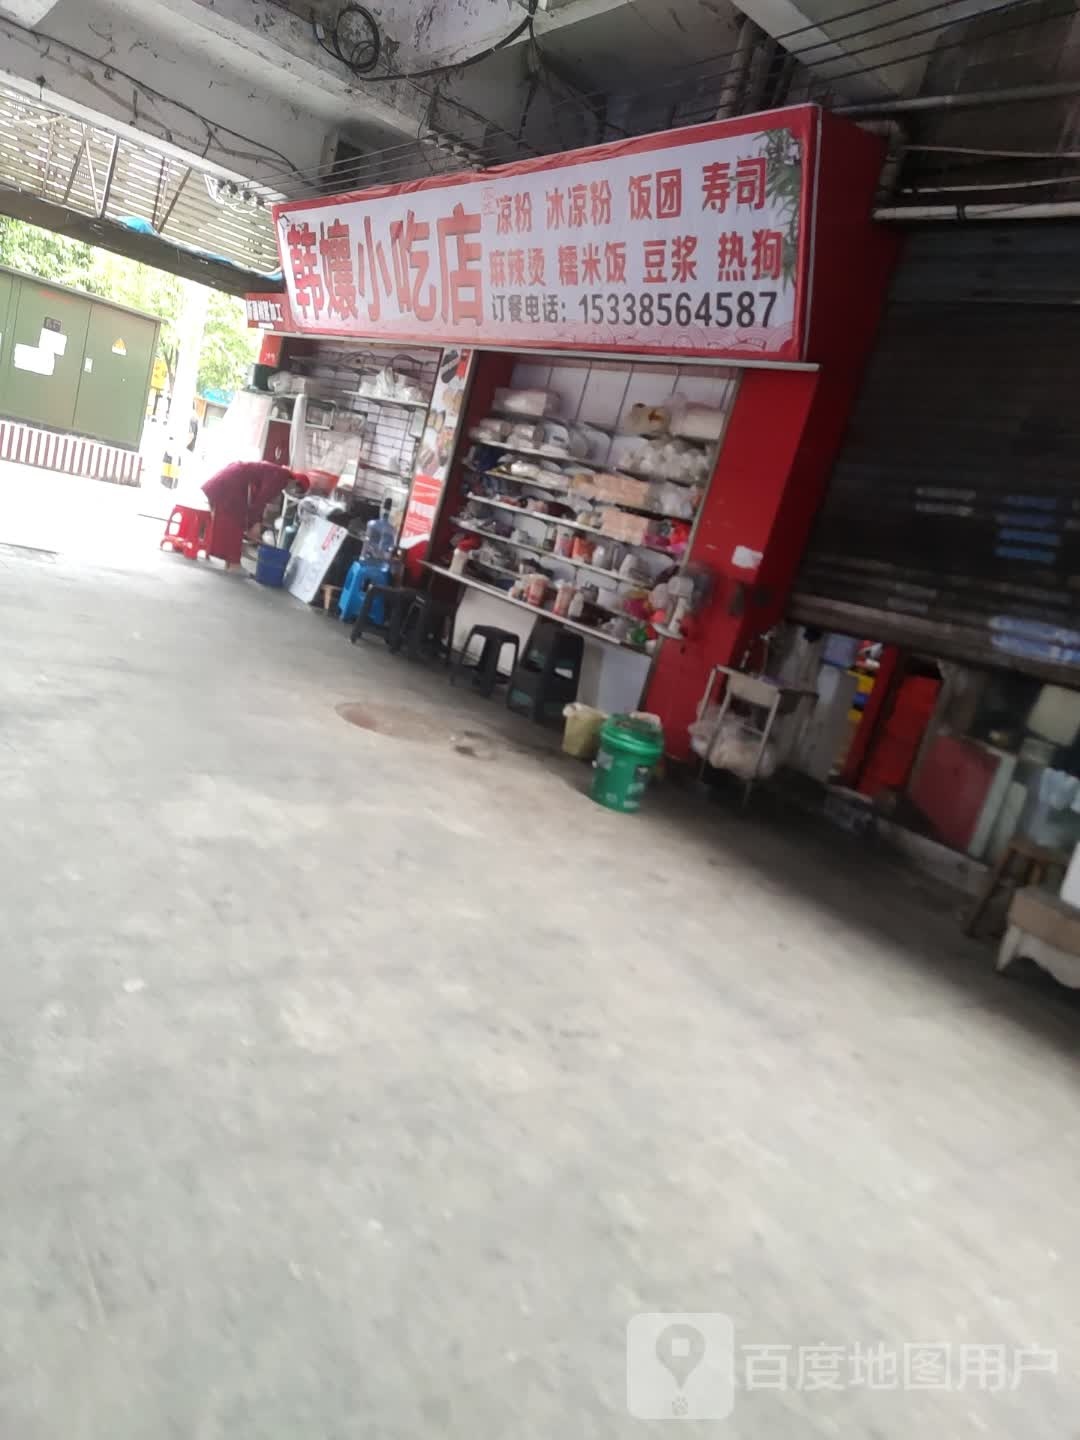 韩孃小吃店
凉粉 冰凉粉 饭团 寿司
麻辣烫 糯米饭 豆浆 热狗
订餐电话：15338564587
百度地图用户